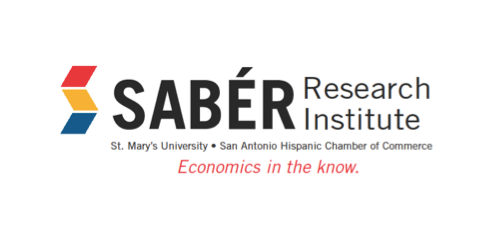 SABÉR Research Institute
St. Mary's University • San Antonio Hispanic Chamber of Commerce
Economics in the know.